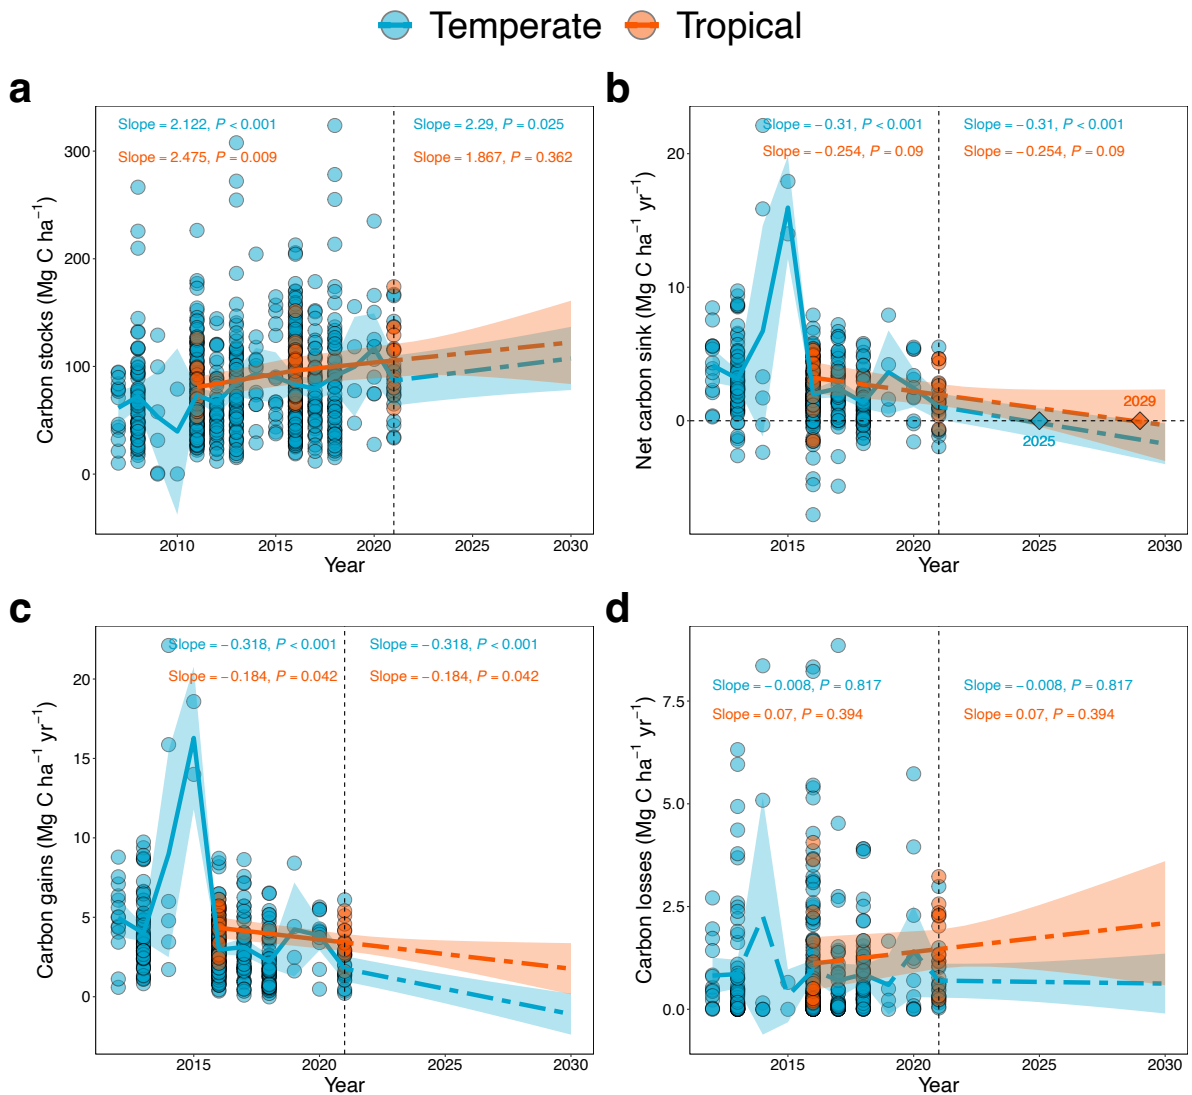 Temperate Tropical
a
Slope = 2.122, P < 0.001
Slope = 2.29, P = 0.025
Slope = 2.475, P = 0.009
Slope = 1.867, P = 0.362
Carbon stocks (Mg C ha⁻¹)
300
200
100
0
2010 2015 2020 2025 2030
Year
b
Slope = −0.31, P < 0.001
Slope = −0.31, P < 0.001
Slope = −0.254, P = 0.09
Slope = −0.254, P = 0.09
Net carbon sink (Mg C ha⁻¹ yr⁻¹)
20
10
0
2029
2025
2015 2020 2025 2030
Year
c
Slope = −0.318, P < 0.001
Slope = −0.318, P < 0.001
Slope = −0.184, P = 0.042
Slope = −0.184, P = 0.042
Carbon gains (Mg C ha⁻¹ yr⁻¹)
20
15
10
5
0
2015 2020 2025 2030
Year
d
Slope = −0.008, P = 0.817
Slope = −0.008, P = 0.817
Slope = 0.07, P = 0.394
Slope = 0.07, P = 0.394
Carbon losses (Mg C ha⁻¹ yr⁻¹)
7.5
5.0
2.5
0.0
2015 2020 2025 2030
Year